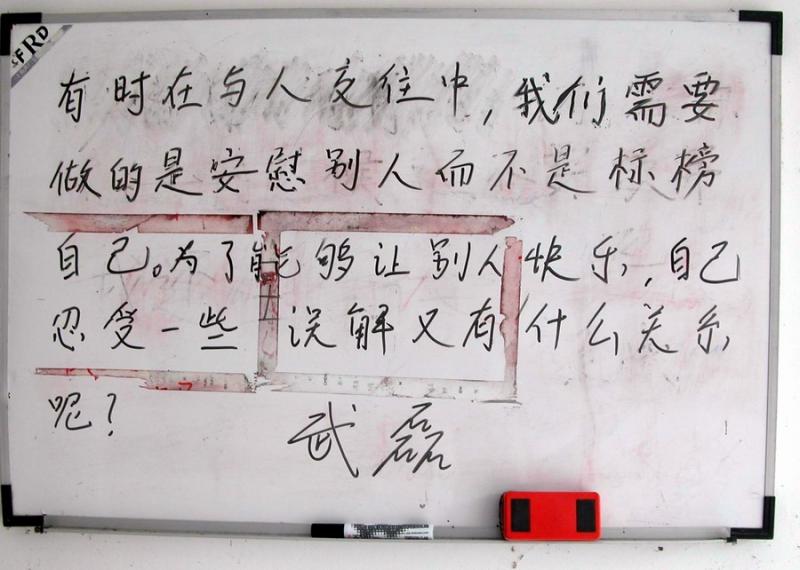 FRD
有时在与人交往中,我们需要
做的是安慰别人而不是标榜
自己。为了能够让别人快乐,自己
忍受一些误解又有什么关系
呢?
武磊